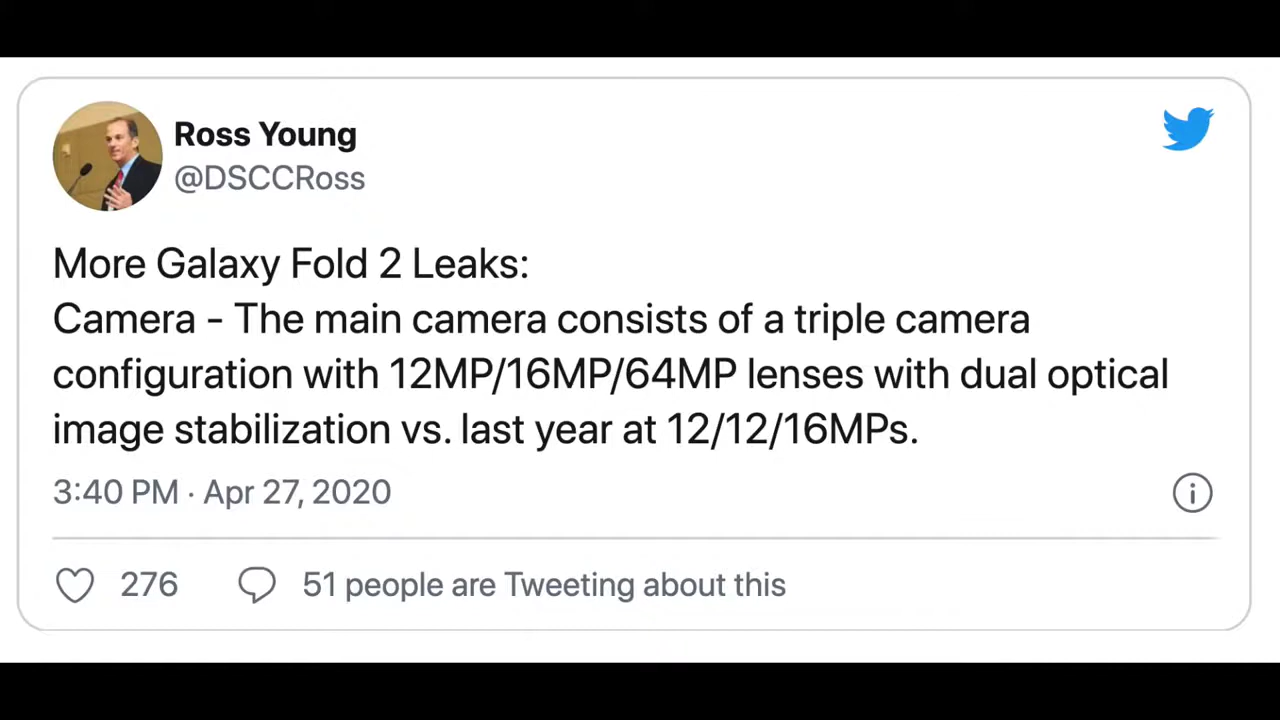 Ross Young
@DSCCRoss
More Galaxy Fold 2 Leaks:
Camera - The main camera consists of a triple camera
configuration with 12MP/16MP/64MP lenses with dual optical
image stabilization vs. last year at 12/12/16MPs.
3:40 PM · Apr 27, 2020
276 51 people are Tweeting about this